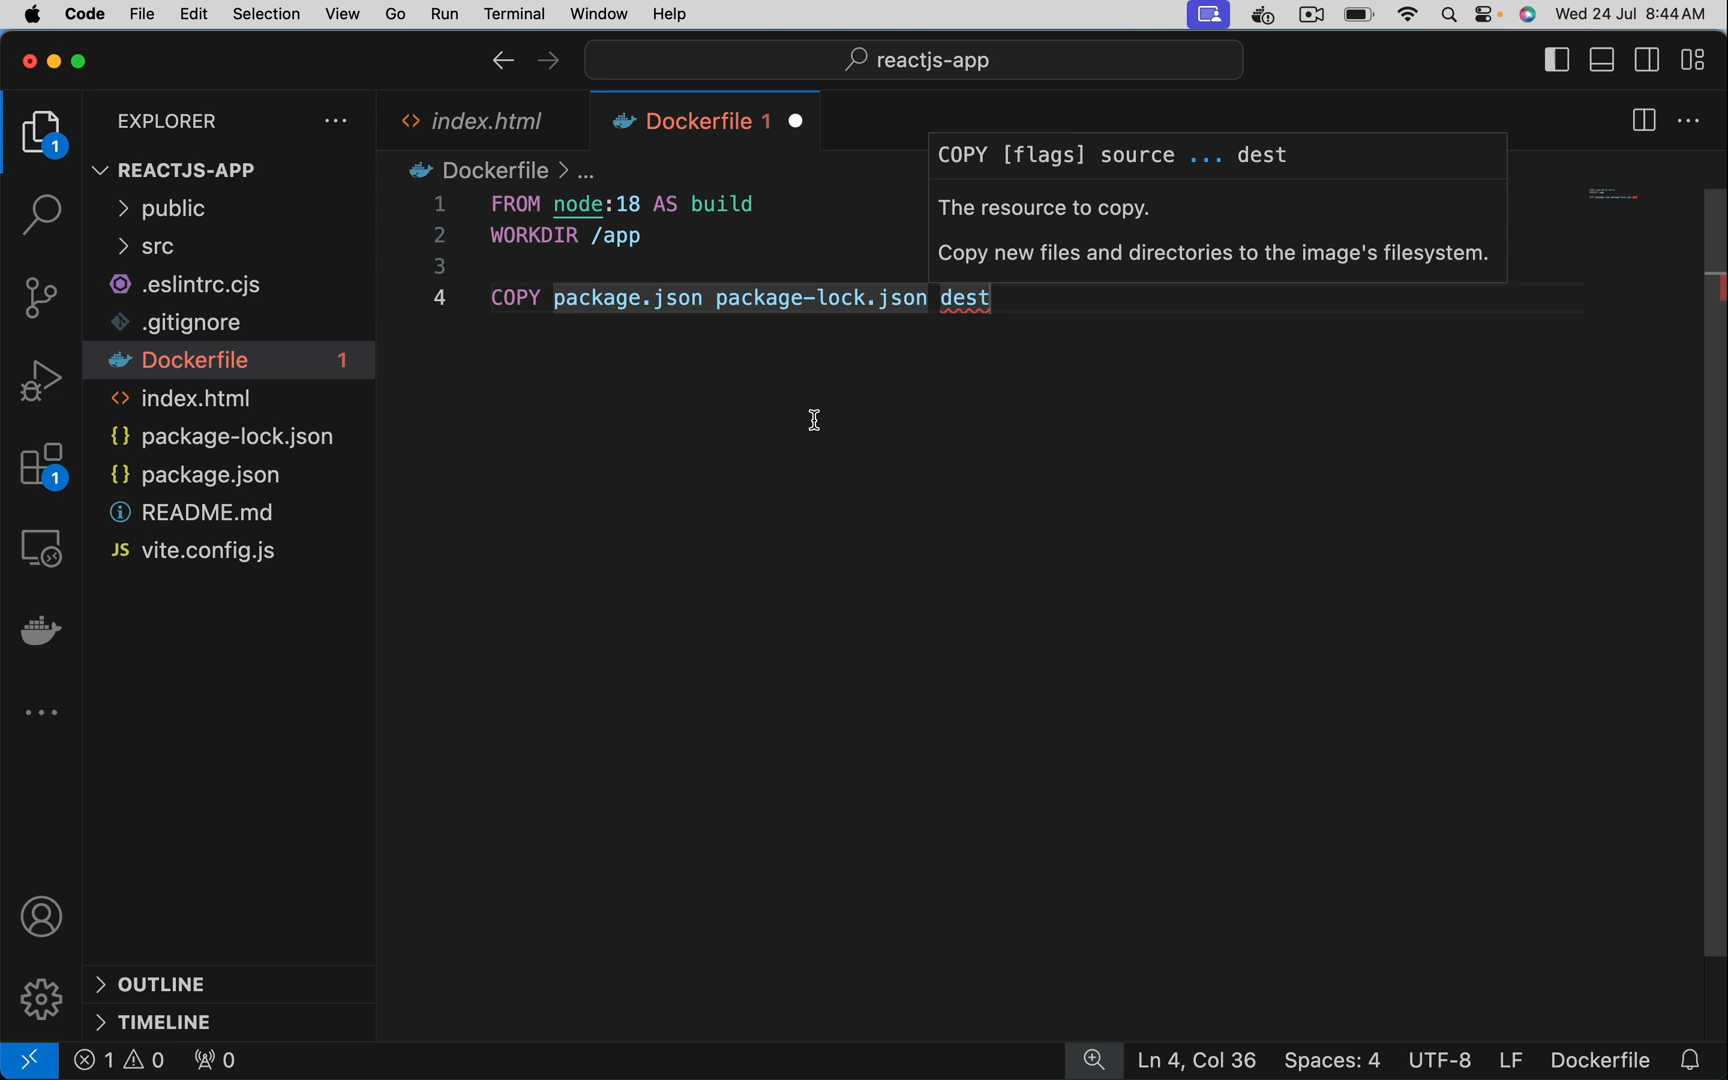 Code File Edit Selection View Go Run Terminal Window Help Wed 24 Jul 8:44 AM
reactjs-app
EXPLORER
index.html
Dockerfile 1
1
REACTJS-APP
public
src
.eslintrc.cjs
.gitignore
Dockerfile 1
index.html
package-lock.json
package.json
README.md
JS vite.config.js
1
OUTLINE
TIMELINE
Dockerfile > ...
1 FROM node:18 AS build
2 WORKDIR /app
3
4 COPY package.json package-lock.json dest
COPY [flags] source ... dest
The resource to copy.
Copy new files and directories to the image's filesystem.
1 0 0 Ln 4, Col 36 Spaces: 4 UTF-8 LF Dockerfile